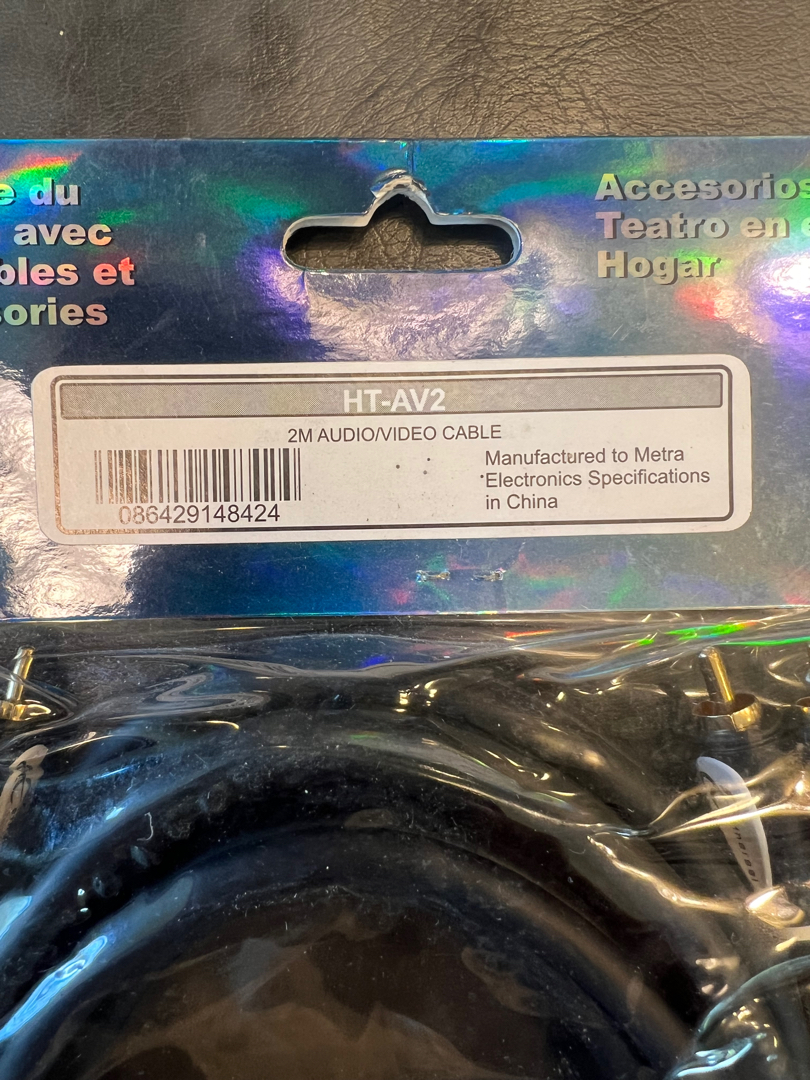 e du
avec
bles et
sories
Accesorios
Teatro en e
Hogar
HT-AV2
2M AUDIO/VIDEO CABLE
086429148424
Manufactured to Metra
Electronics Specifications
in China